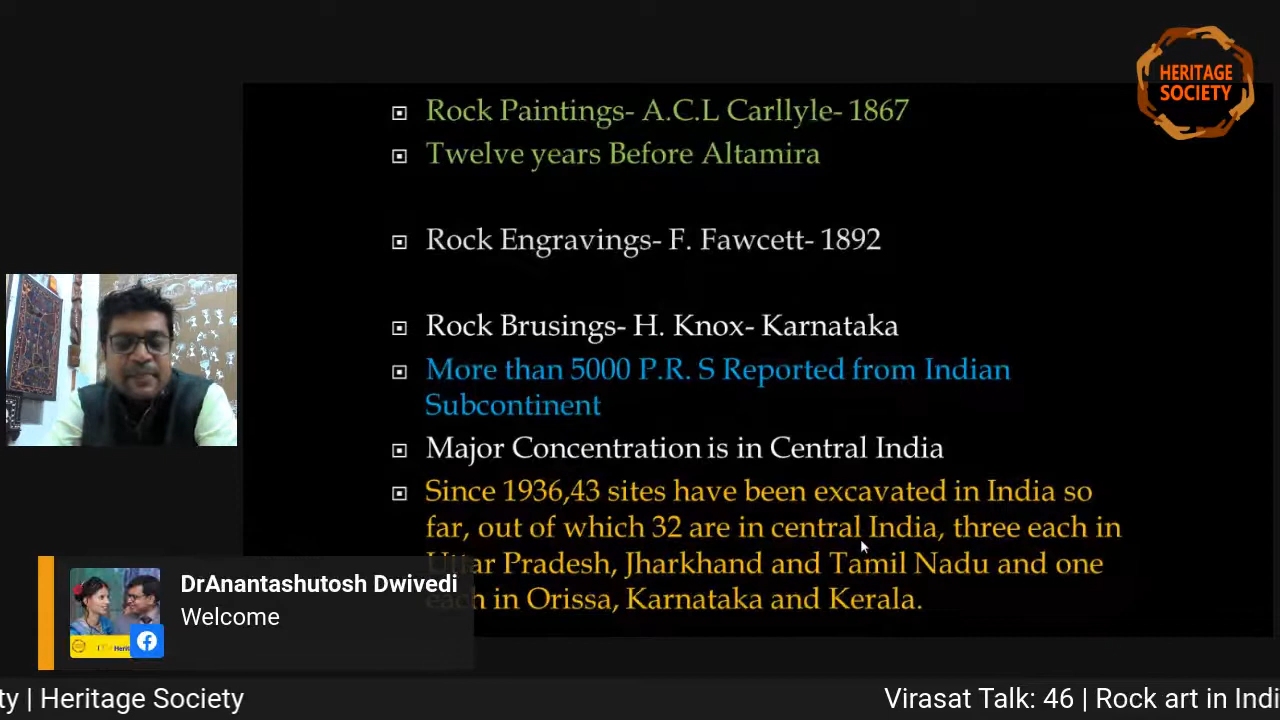 HERITAGE
SOCIETY
Rock Paintings- A.C.L Carllyle- 1867
Twelve years Before Altamira
Rock Engravings- F. Fawcett- 1892
Rock Brusings- H. Knox- Karnataka
More than 5000 P.R. S Reported from Indian
Subcontinent
Major Concentration is in Central India
Since 1936,43 sites have been excavated in India so
far, out of which 32 are in central India, three each in
Uttar Pradesh, Jharkhand and Tamil Nadu and one
each in Orissa, Karnataka and Kerala.
DrAnantashutosh Dwivedi
Welcome
ty | Heritage Society
Virasat Talk: 46 | Rock art in Indi